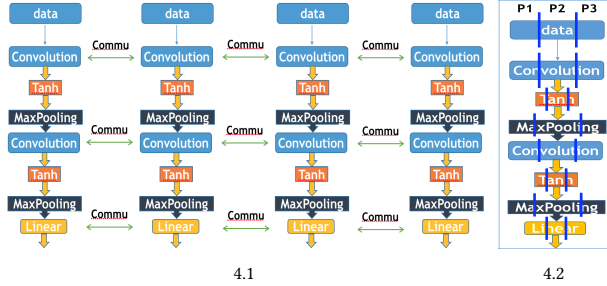 data data data data P1 P2 P3
data
Commu Commu Commu
Convolution Convolution Convolution Convolution Convolution
Tanh Tanh Tanh Tanh Tanh
MaxPooling MaxPooling MaxPooling MaxPooling MaxPooling
Commu Commu Commu
Convolution Convolution Convolution Convolution Convolution
Tanh Tanh Tanh Tanh Tanh
MaxPooling MaxPooling MaxPooling MaxPooling MaxPooling
Commu Commu Commu
Linear Linear Linear Linear Linear
4.1 4.2